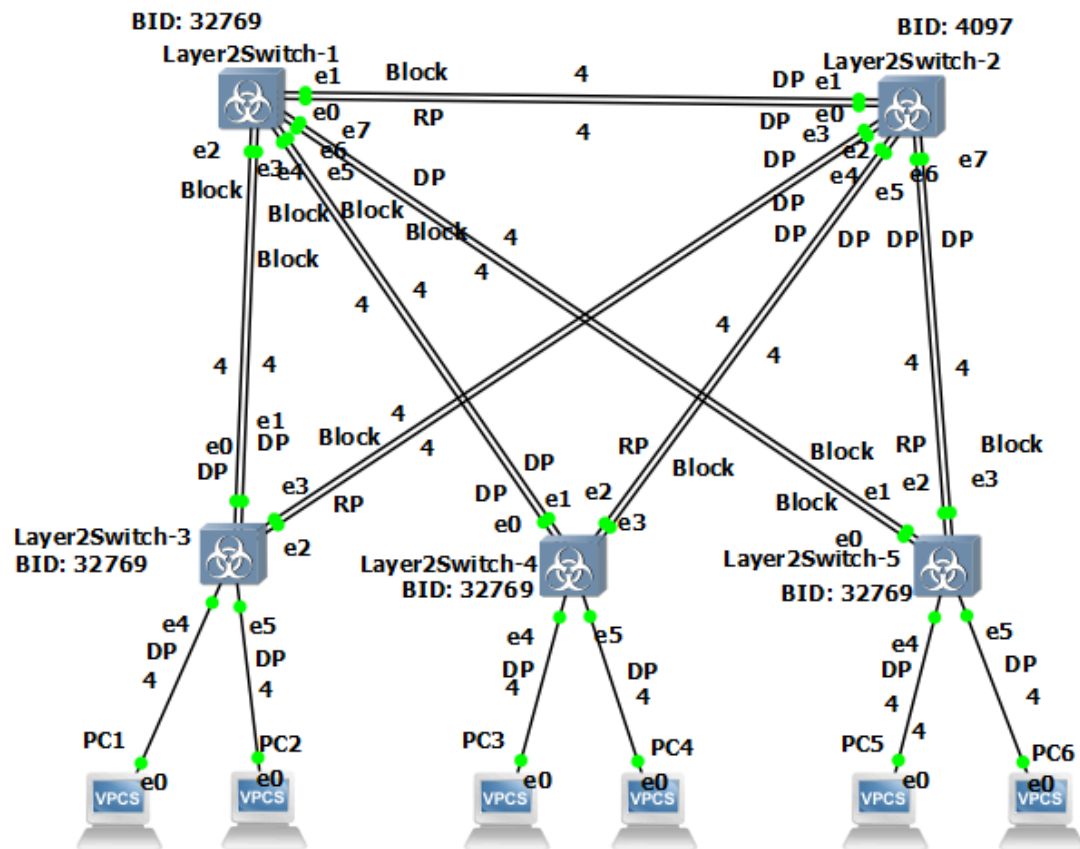 BID: 32769
BID: 4097
Layer2Switch-1
Layer2Switch-2
e1
Block
4
DP
e1
e0
RP
4
DP
e0
e7
e3
e2
e6
DP
e2
e7
e3
e4
e5
DP
e4
e5
e6
Block
Block
Block
DP
DP
DP
DP
DP
Block
4
Block
4
4
4
4
4
4
4
4
4
e1
e0
DP
DP
4
4
Block
RP
Block
RP
Block
DP
Block
Block
e3
RP
DP
e1
e2
e1
e2
e3
Block
e0
e3
e0
Layer2Switch-3
e2
BID: 32769
Layer2Switch-4
BID: 32769
Layer2Switch-5
BID: 32769
e4
e5
e4
e5
e4
e5
DP
DP
DP
DP
DP
DP
4
4
4
4
4
4
4
PC1
PC2
PC3
PC4
PC5
PC6
e0
e0
e0
e0
e0
e0
VPCS
VPCS
VPCS
VPCS
VPCS
VPCS